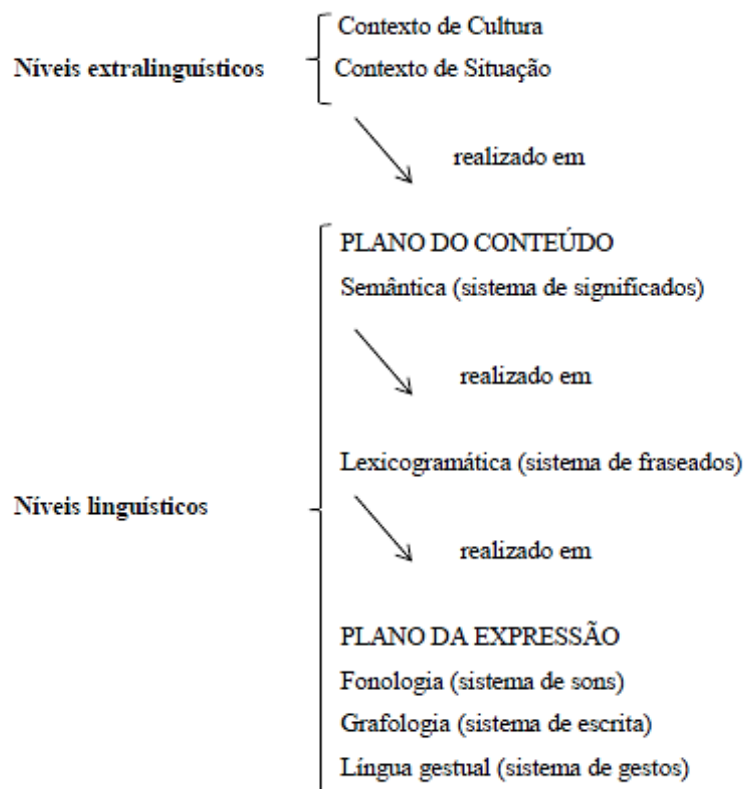 Contexto de Cultura
Níveis extralinguísticos
Contexto de Situação
realizado em
PLANO DO CONTEÚDO
Semântica (sistema de significados)
realizado em
Lexicogramática (sistema de fraseados)
Níveis linguísticos
realizado em
PLANO DA EXPRESSÃO
Fonologia (sistema de sons)
Grafologia (sistema de escrita)
Língua gestual (sistema de gestos)